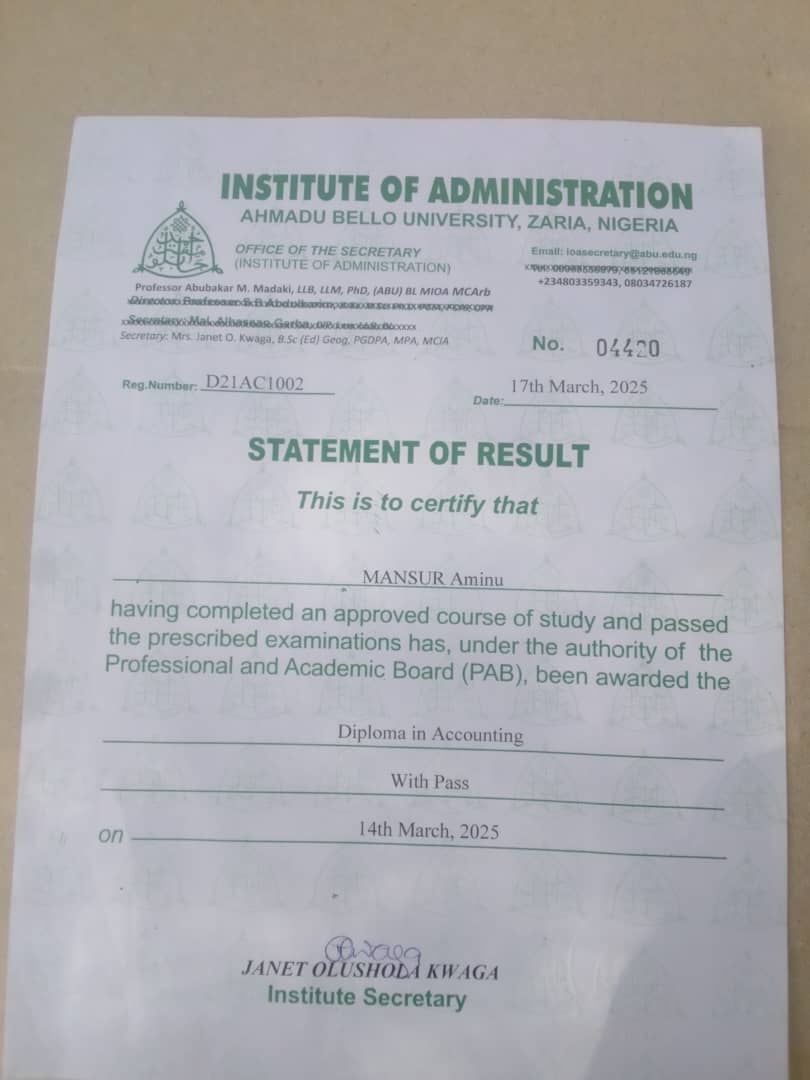 INSTITUTE OF ADMINISTRATION
AHMADU BELLO UNIVERSITY, ZARIA, NIGERIA
OFFICE OF THE SECRETARY
(INSTITUTE OF ADMINISTRATION)
Email: ioasecretary@abu.edu.ng
+234803359343, 08034726187
Professor Abubakar M. Madaki, LLB, LLM, PhD, (ABU) BL MIOA MCArb
Secretary: Mal. Alhassan Garba,
Secretary: Mrs. Janet O. Kwaga, B.Sc (Ed) Geog, PGDPA, MPA, MCIA
No. 04420
Reg.Number: D21AC1002
Date: 17th March, 2025
STATEMENT OF RESULT
This is to certify that
MANSUR Aminu
having completed an approved course of study and passed
the prescribed examinations has, under the authority of the
Professional and Academic Board (PAB), been awarded the
Diploma in Accounting
With Pass
on 14th March, 2025
JANET OLUSHOLA KWAGA
Institute Secretary